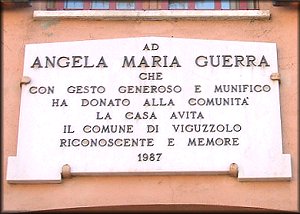 AD
ANGELA MARIA GUERRA
CHE
CON GESTO GENEROSO E MUNIFICO
HA DONATO ALLA COMUNITA'
LA CASA AVITA
IL COMUNE DI VIGUZZOLO
RICONOSCENTE E MEMORE
1987